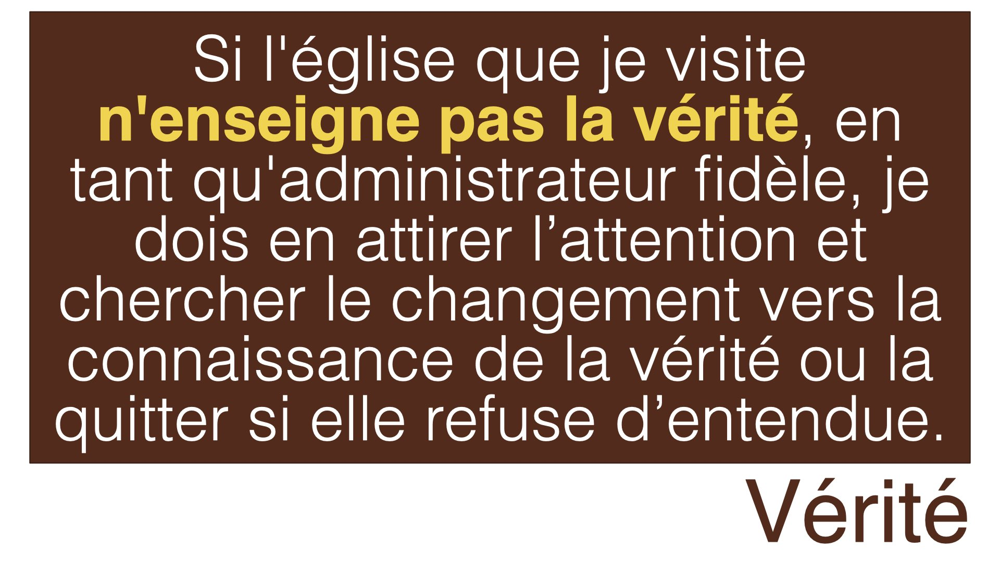 Si l'église que je visite
n'enseigne pas la vérité, en
tant qu'administrateur fidèle, je
dois en attirer l’attention et
chercher le changement vers la
connaissance de la vérité ou la
quitter si elle refuse d’entendue.
Vérité